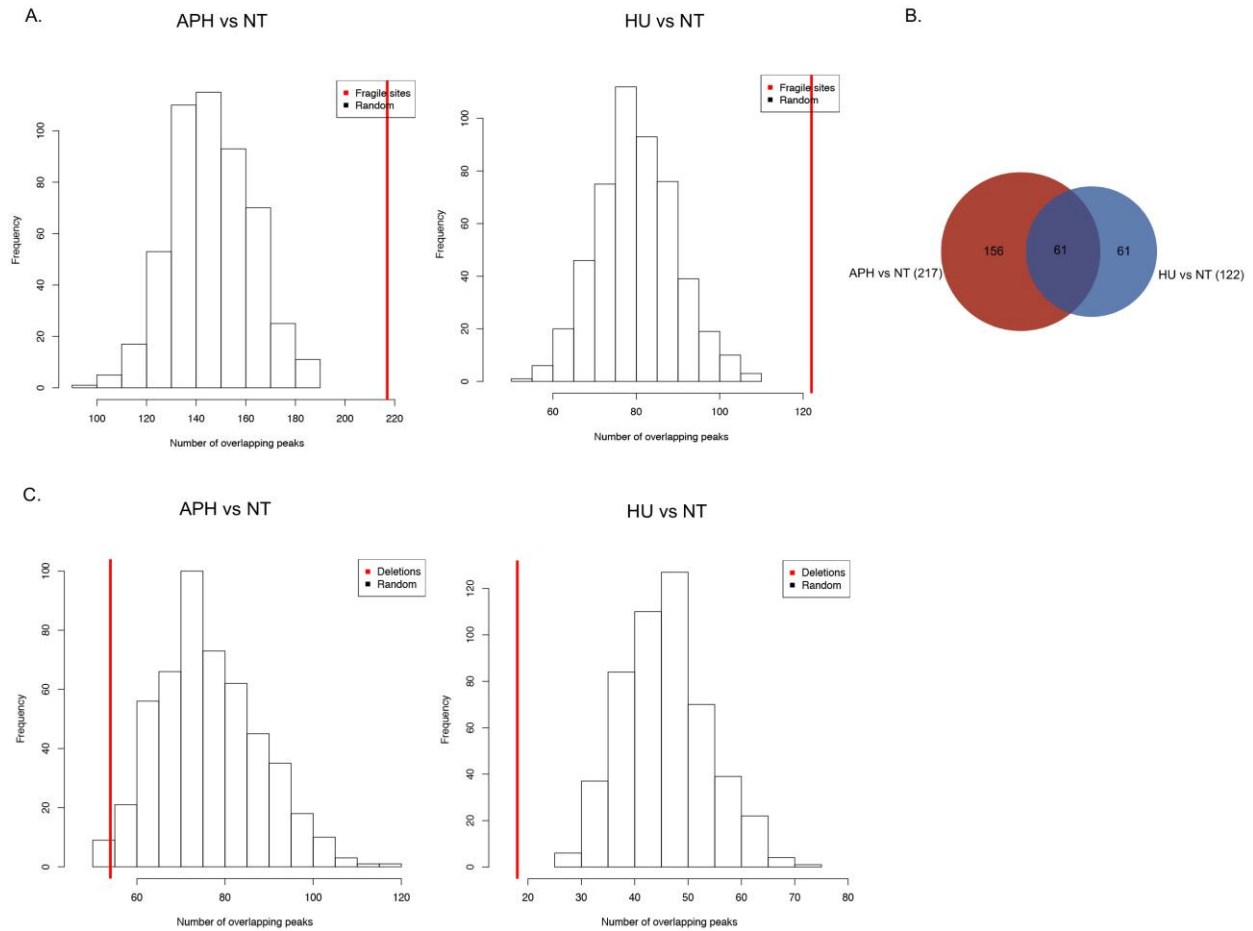 A.
APH vs NT
HU vs NT
B.
Fragile sites
Random
Frequency
0
20
40
60
80
100
100
120
140
160
180
200
220
Number of overlapping peaks
Fragile sites
Random
Frequency
0
20
40
60
80
100
60
80
100
120
Number of overlapping peaks
156
61
61
APH vs NT (217)
HU vs NT (122)
C.
APH vs NT
HU vs NT
Deletions
Random
Frequency
0
20
40
60
80
100
60
80
100
120
Number of overlapping peaks
Deletions
Random
Frequency
0
20
40
60
80
100
120
20
30
40
50
60
70
80
Number of overlapping peaks